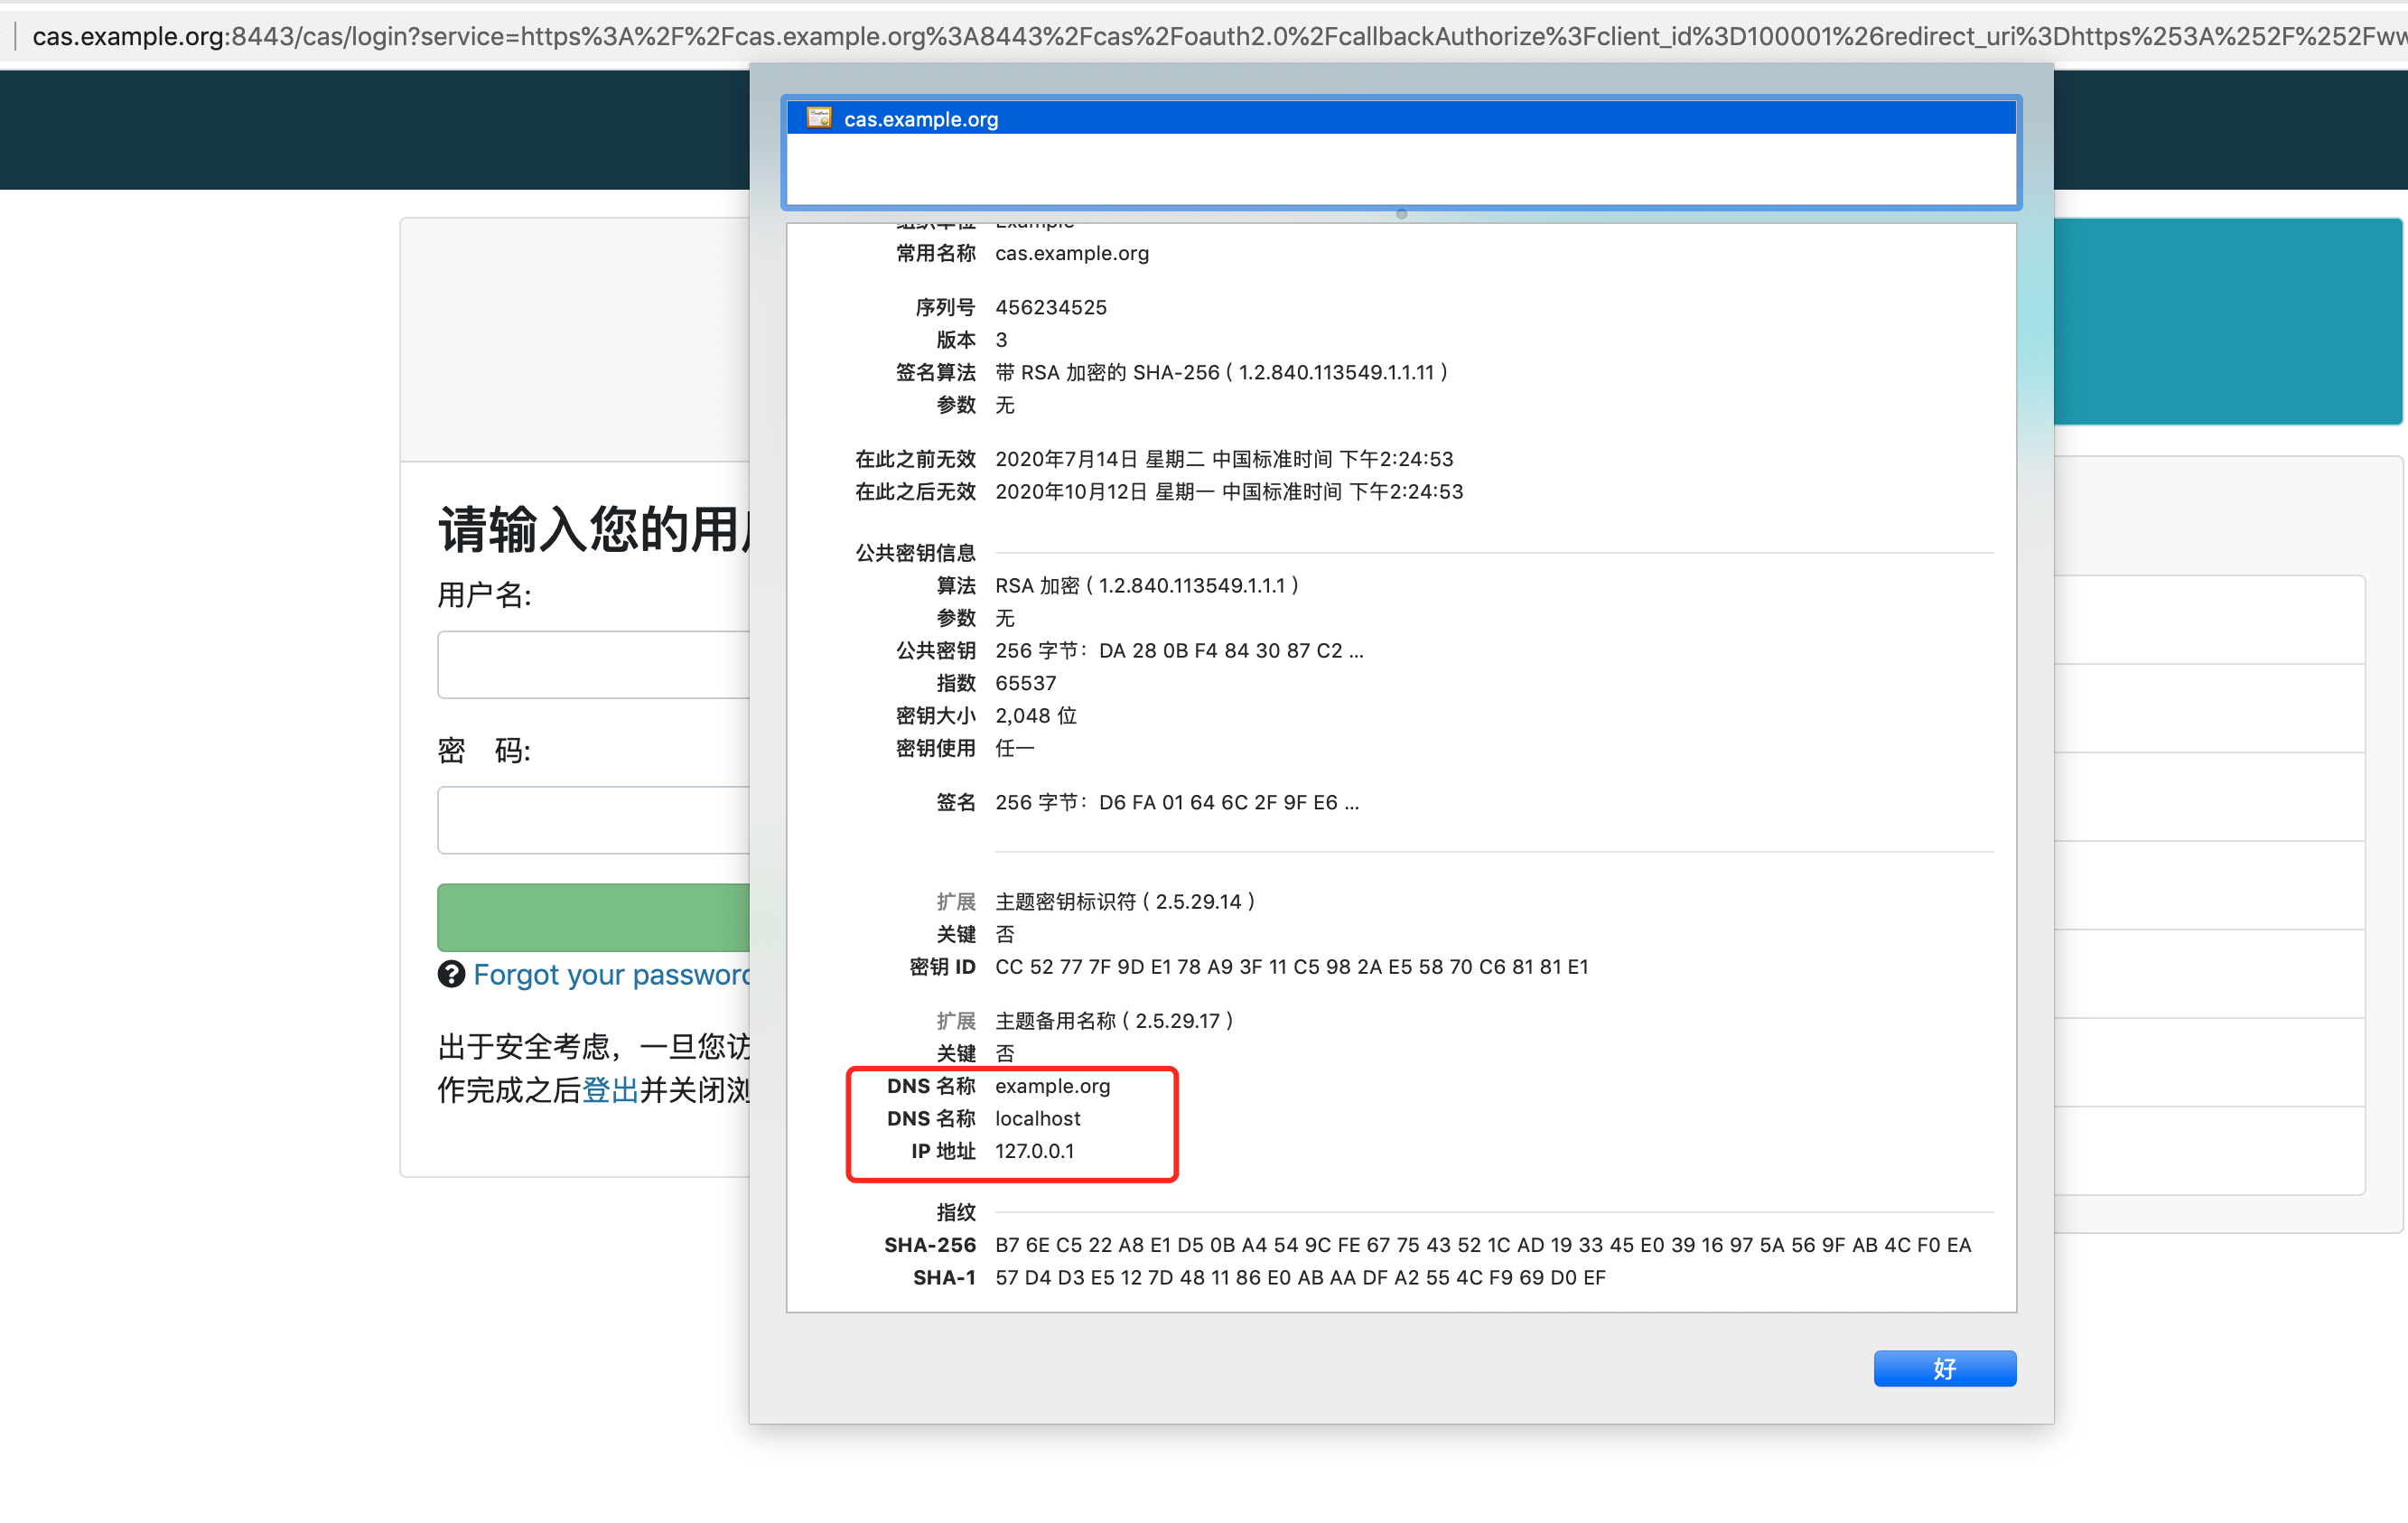 cas.example.org:8443/cas/login?service=https%3A%2F%2Fcas.example.org%3A8443%2Fcas%2Foauth2.0%2FcallbackAuthorize%3Fclient_id%3D100001%26redirect_uri%3Dhttps%253A%252F%252Fww
cas.example.org
组织单位 Example
常用名称 cas.example.org
序列号 456234525
版本 3
签名算法 带 RSA 加密的 SHA-256 ( 1.2.840.113549.1.1.11 )
参数 无
在此之前无效 2020年7月14日 星期二 中国标准时间 下午2:24:53
在此之后无效 2020年10月12日 星期一 中国标准时间 下午2:24:53
公共密钥信息
算法 RSA 加密 ( 1.2.840.113549.1.1.1 )
参数 无
公共密钥 256 字节：DA 28 0B F4 84 30 87 C2 ...
指数 65537
密钥大小 2,048 位
密钥使用 任一
签名 256 字节：D6 FA 01 64 6C 2F 9F E6 ...
扩展 主题密钥标识符 ( 2.5.29.14 )
关键 否
密钥 ID CC 52 77 7F 9D E1 78 A9 3F 11 C5 98 2A E5 58 70 C6 81 81 E1
扩展 主题备用名称 ( 2.5.29.17 )
关键 否
DNS 名称 example.org
DNS 名称 localhost
IP 地址 127.0.0.1
指纹
SHA-256 B7 6E C5 22 A8 E1 D5 0B A4 54 9C FE 67 75 43 52 1C AD 19 33 45 E0 39 16 97 5A 56 9F AB 4C F0 EA
SHA-1 57 D4 D3 E5 12 7D 48 11 86 E0 AB AA DF A2 55 4C F9 69 D0 EF
好
请输入您的用
用户名:
密 码:
Forgot your password
出于安全考虑，一旦您访
作完成之后登出并关闭浏